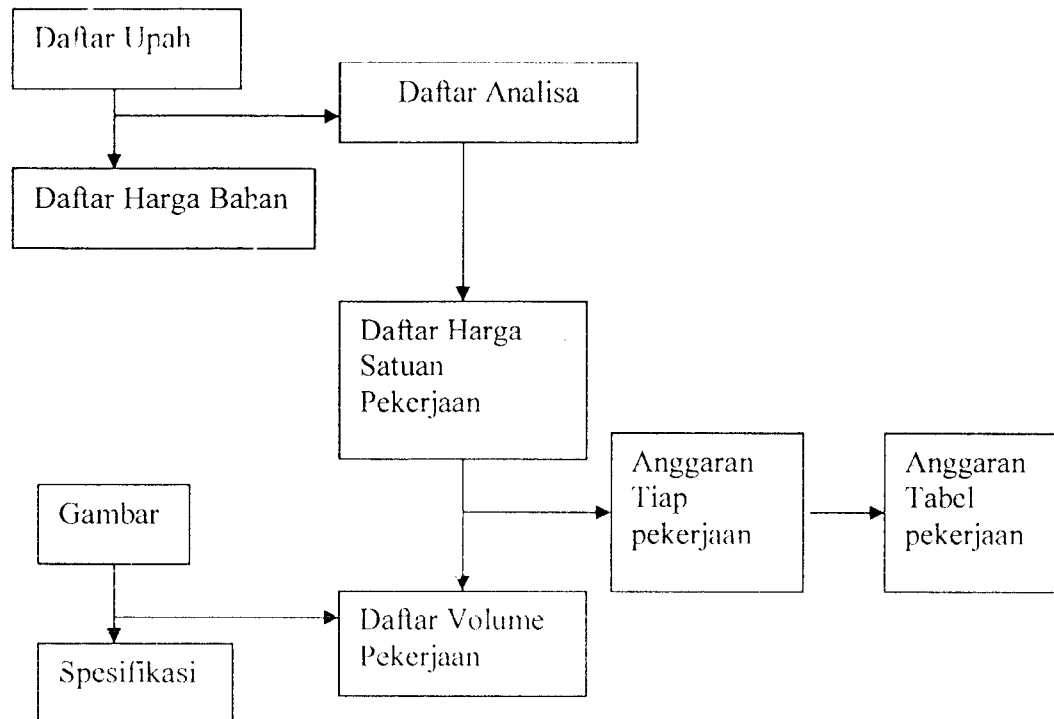 Daftar Upah
Daftar Analisa
Daftar Harga Bahan
Daftar Harga
Satuan
Pekerjaan
Anggaran
Tiap
pekerjaan
Anggaran
Tabel
pekerjaan
Gambar
Daftar Volume
Pekerjaan
Spesifikasi